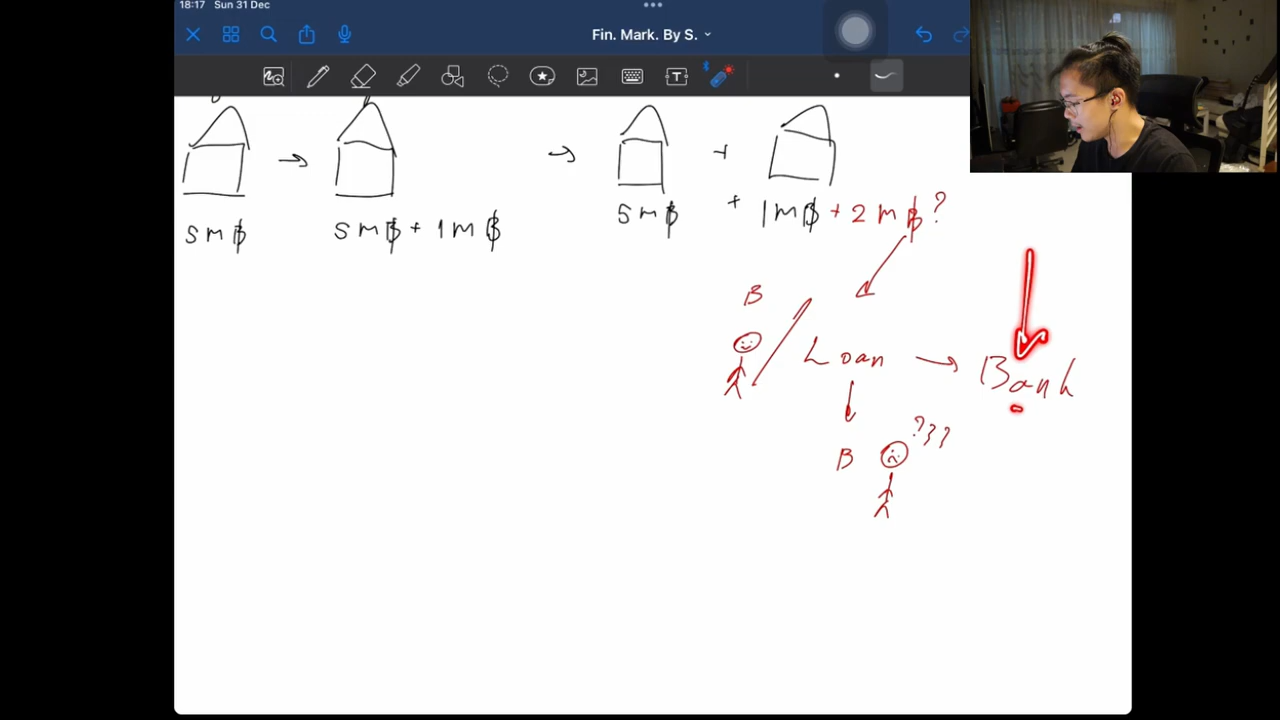 18:17 Sun 31 Dec
Fin. Mark. By S.
5 m ฿
5 m ฿ + 1 m ฿
+
5 m ฿ + 1 m ฿ + 2 m ฿ ?
B
Loan → Bank
B ???